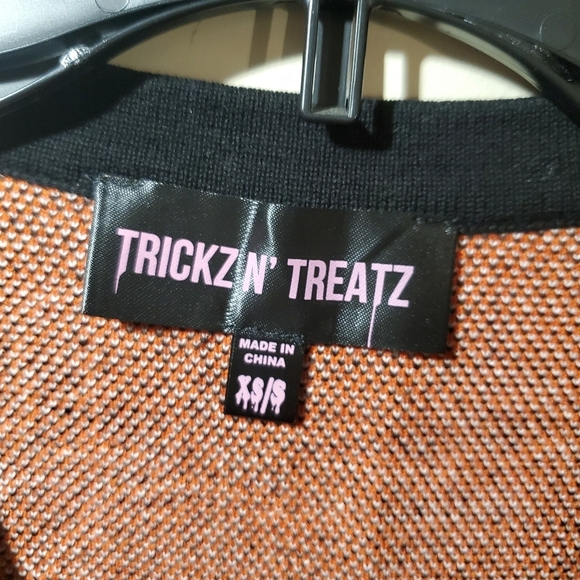 TRICKZ N' TREATZ
MADE IN
CHINA
XS/S